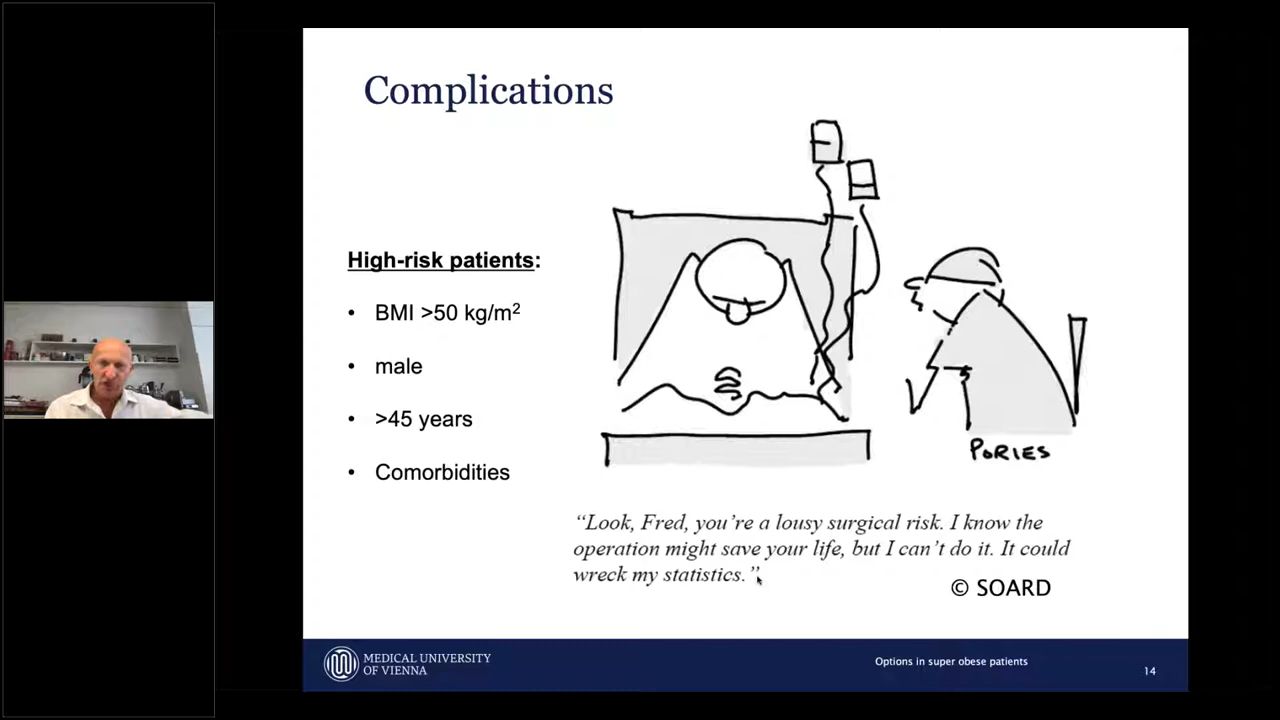 Complications
High-risk patients:
• BMI >50 kg/m²
• male
• >45 years
• Comorbidities
PORIES
“Look, Fred, you’re a lousy surgical risk. I know the
operation might save your life, but I can’t do it. It could
wreck my statistics.”
© SOARD
MEDICAL UNIVERSITY
OF VIENNA
Options in super obese patients
14